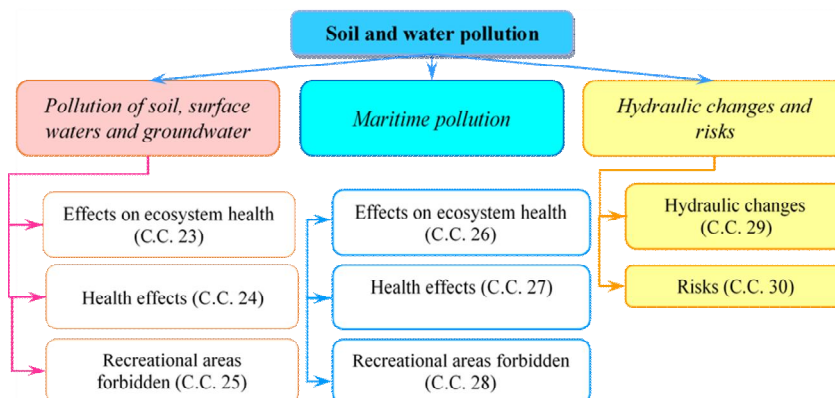 Soil and water pollution
Pollution of soil, surface
waters and groundwater
Maritime pollution
Hydraulic changes and
risks
Effects on ecosystem health
(C.C. 23)
Health effects (C.C. 24)
Recreational areas
forbidden (C.C. 25)
Effects on ecosystem health
(C.C. 26)
Health effects (C.C. 27)
Recreational areas forbidden
(C.C. 28)
Hydraulic changes
(C.C. 29)
Risks (C.C. 30)